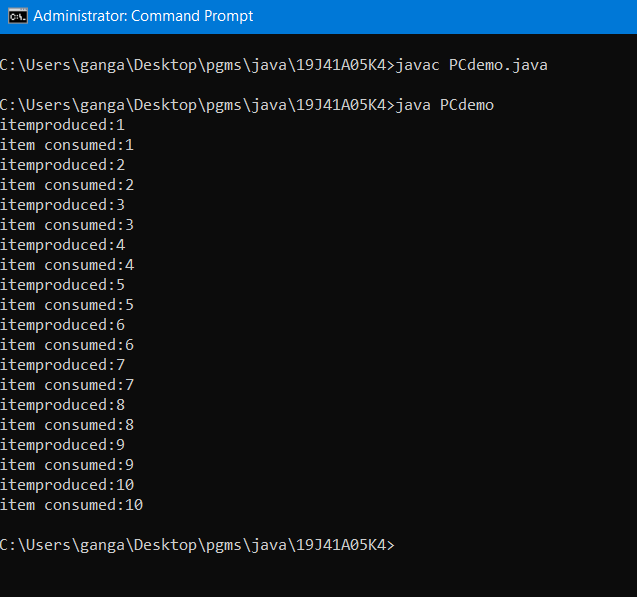 Administrator: Command Prompt
C:\Users\ganga\Desktop\pgms\java\19J41A05K4>javac PCdemo.java
C:\Users\ganga\Desktop\pgms\java\19J41A05K4>java PCdemo
itemproduced:1
item consumed:1
itemproduced:2
item consumed:2
itemproduced:3
item consumed:3
itemproduced:4
item consumed:4
itemproduced:5
item consumed:5
itemproduced:6
item consumed:6
itemproduced:7
item consumed:7
itemproduced:8
item consumed:8
itemproduced:9
item consumed:9
itemproduced:10
item consumed:10
C:\Users\ganga\Desktop\pgms\java\19J41A05K4>